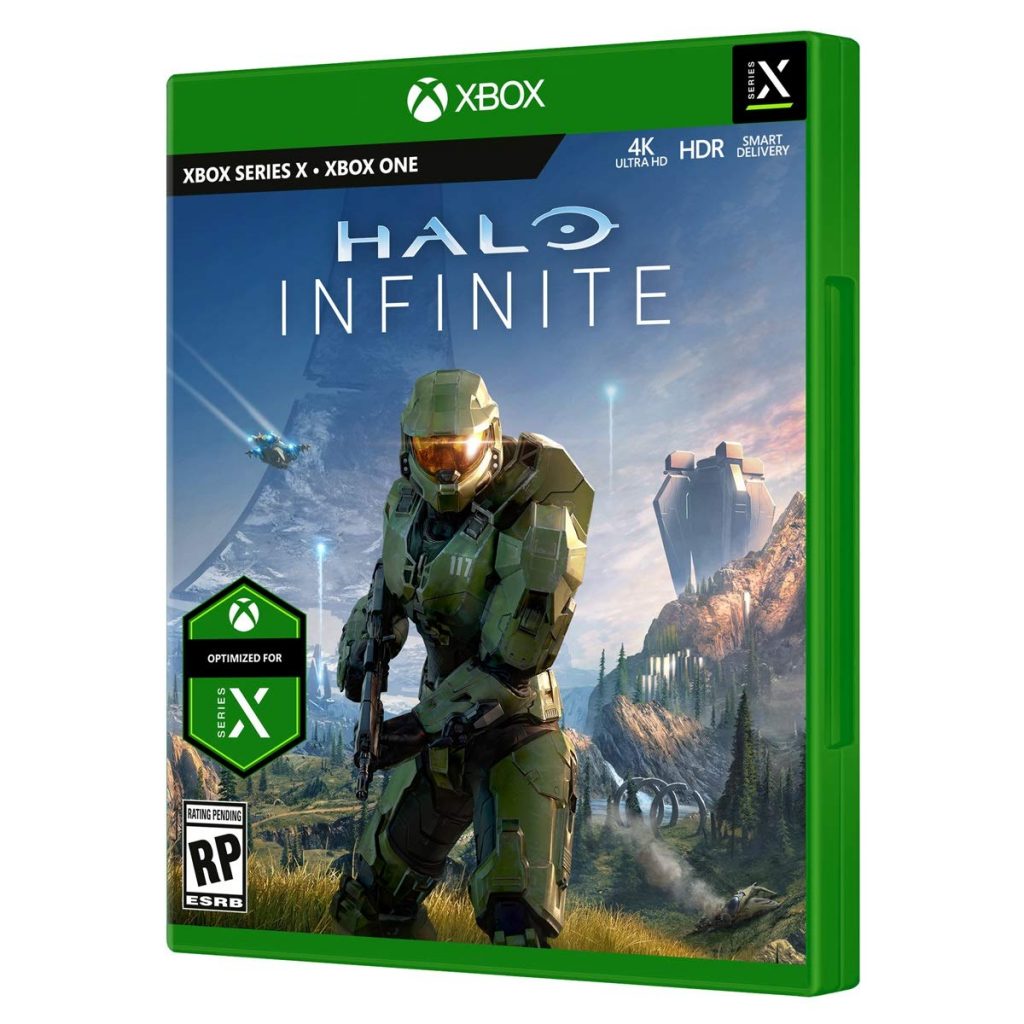 XBOX
SERIES X
XBOX SERIES X • XBOX ONE
4K
ULTRA HD
HDR
SMART
DELIVERY
HALO
INFINITE
117
OPTIMIZED FOR
SERIES X
RATING PENDING
RP
ESRB